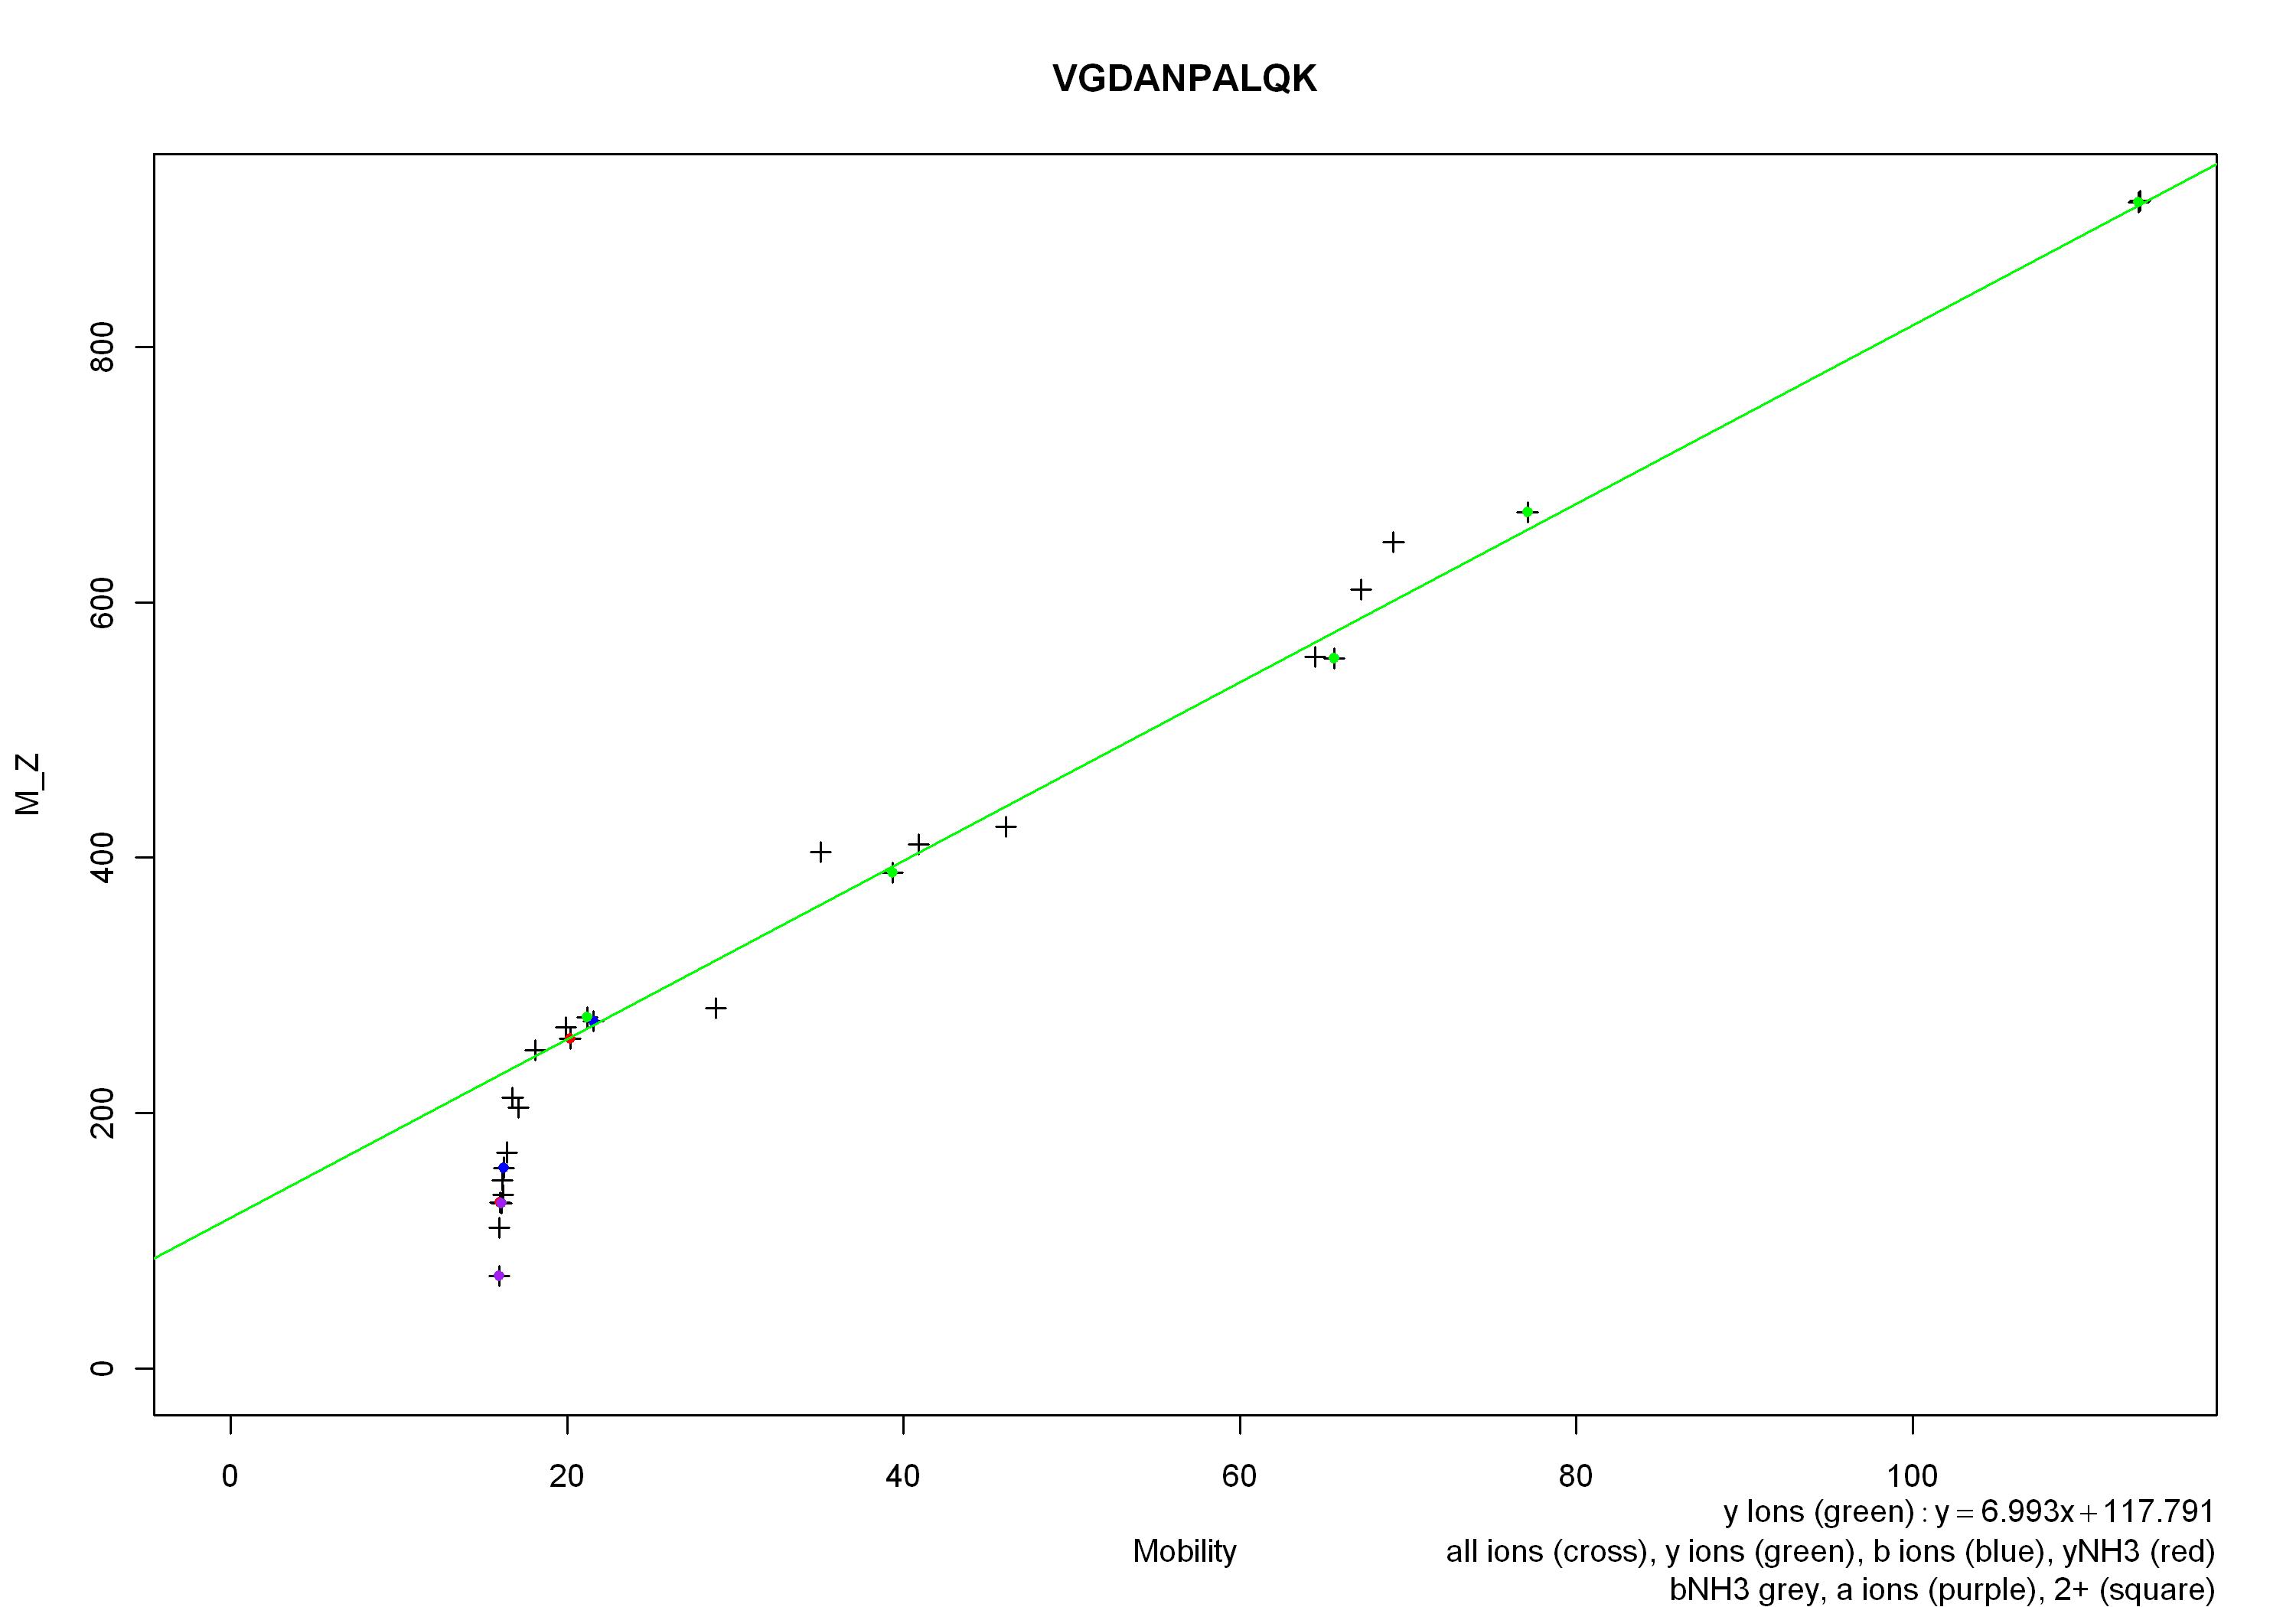 VGDANPALQK
M_Z
800
600
400
200
0
0 20 40 60 80 100
y Ions (green) : y = 6.993x + 117.791
Mobility
all ions (cross), y ions (green), b ions (blue), yNH3 (red)
bNH3 grey, a ions (purple), 2+ (square)